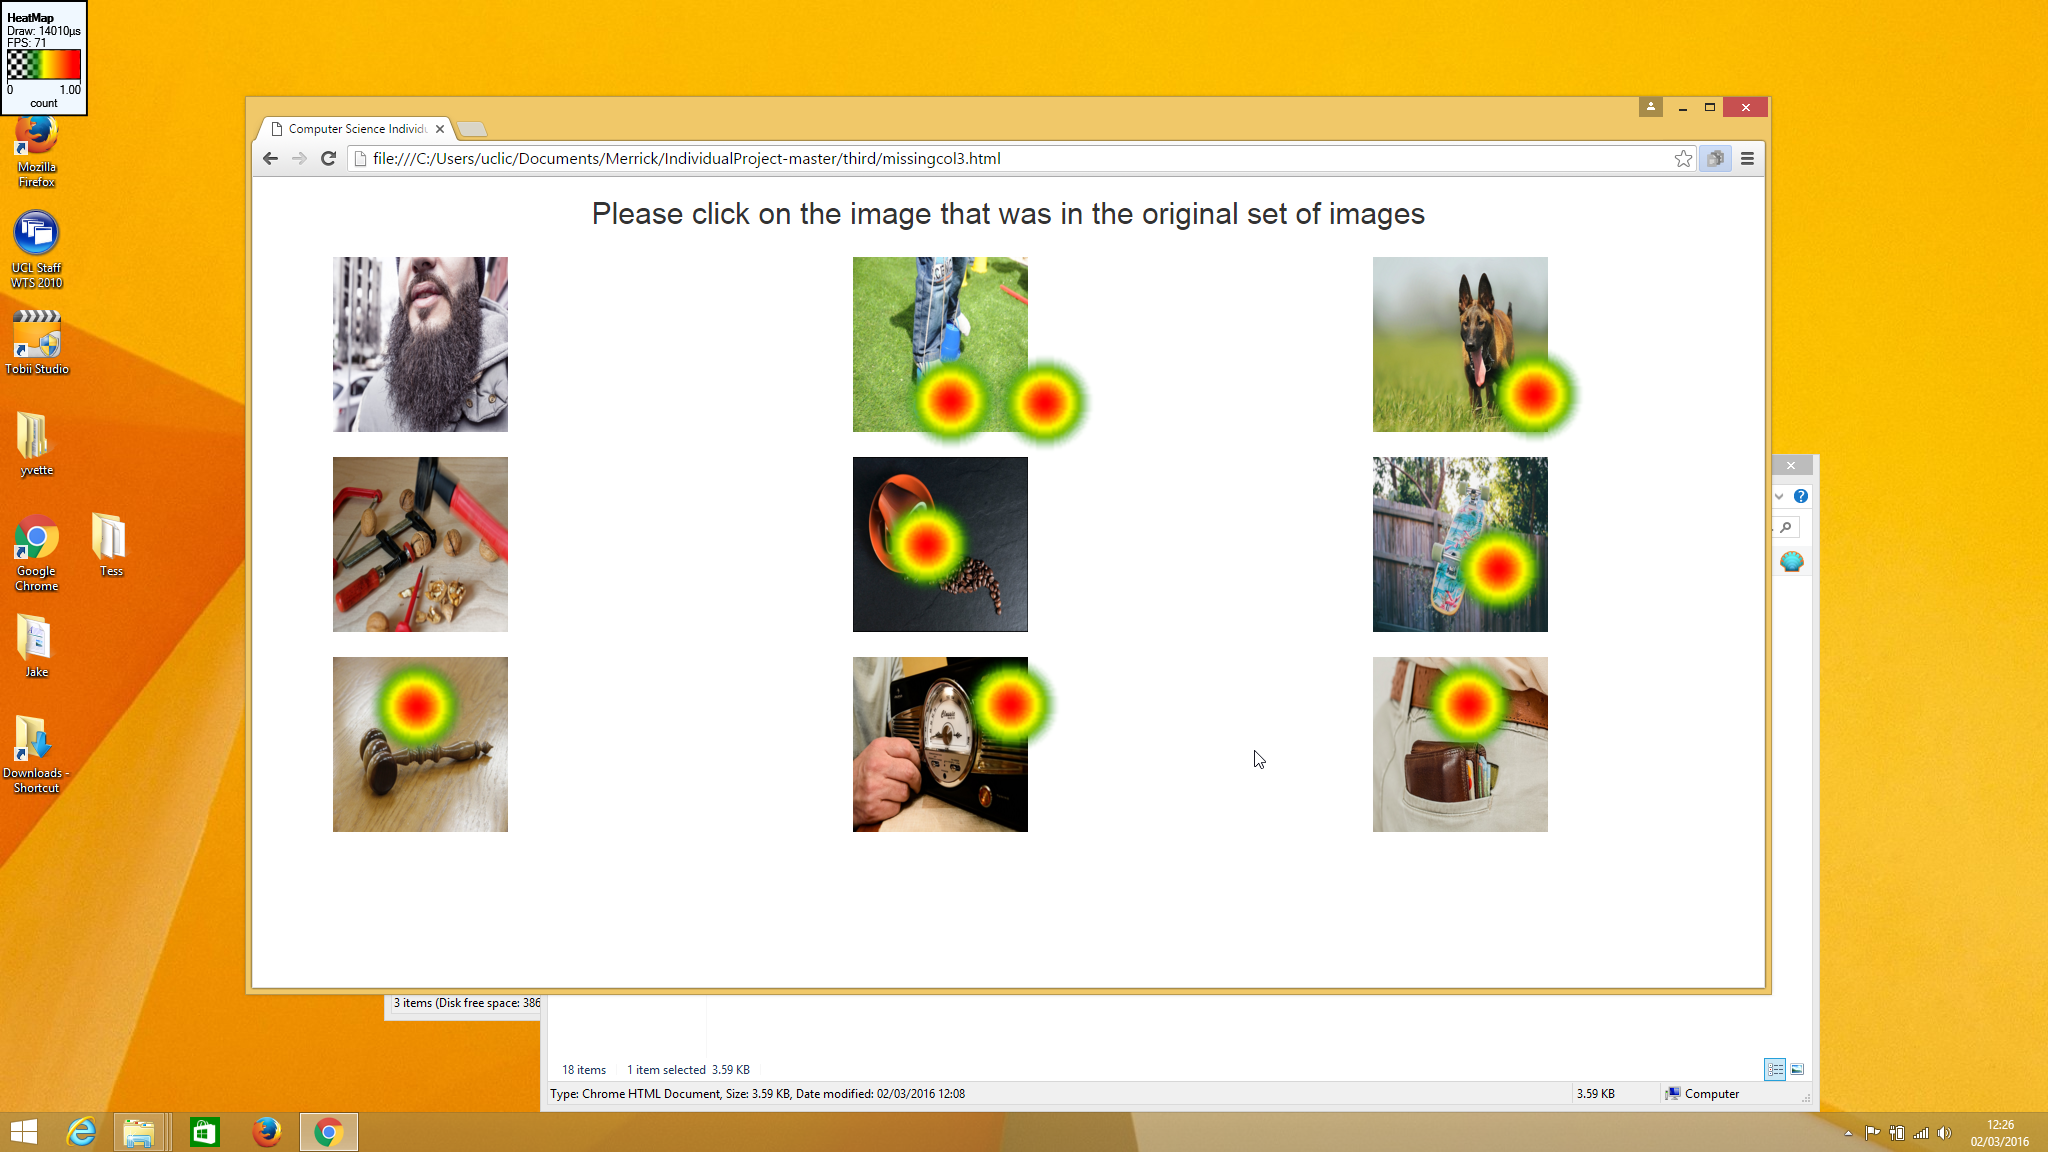 HeatMap
Draw: 14010µs
FPS: 71
0 1.00
count
Mozilla
Firefox
UCL Staff
WTS 2010
Tobii Studio
yvette
Google
Chrome
Tess
Jake
Downloads -
Shortcut
Computer Science Individu
file:///C:/Users/uclic/Documents/Merrick/IndividualProject-master/third/missingcol3.html
Please click on the image that was in the original set of images
3 items (Disk free space: 386
18 items 1 item selected 3.59 KB
Type: Chrome HTML Document, Size: 3.59 KB, Date modified: 02/03/2016 12:08
3.59 KB
Computer
12:26
02/03/2016